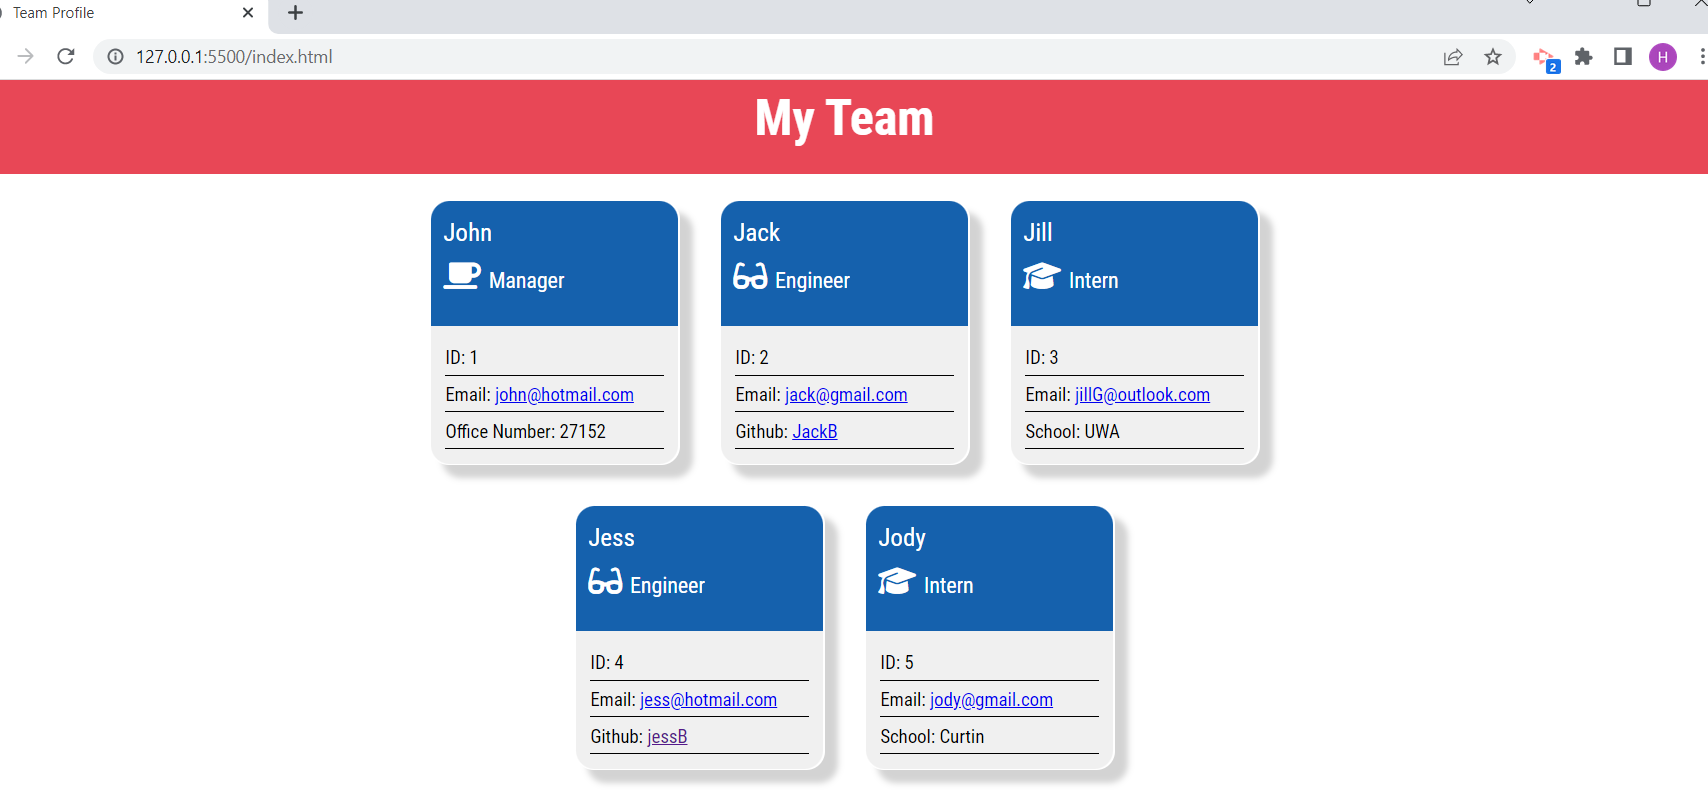 Team Profile
127.0.0.1:5500/index.html
2
H
My Team
John
Manager
ID: 1
Email: john@hotmail.com
Office Number: 27152
Jack
Engineer
ID: 2
Email: jack@gmail.com
Github: JackB
Jill
Intern
ID: 3
Email: jillG@outlook.com
School: UWA
Jess
Engineer
ID: 4
Email: jess@hotmail.com
Github: jessB
Jody
Intern
ID: 5
Email: jody@gmail.com
School: Curtin